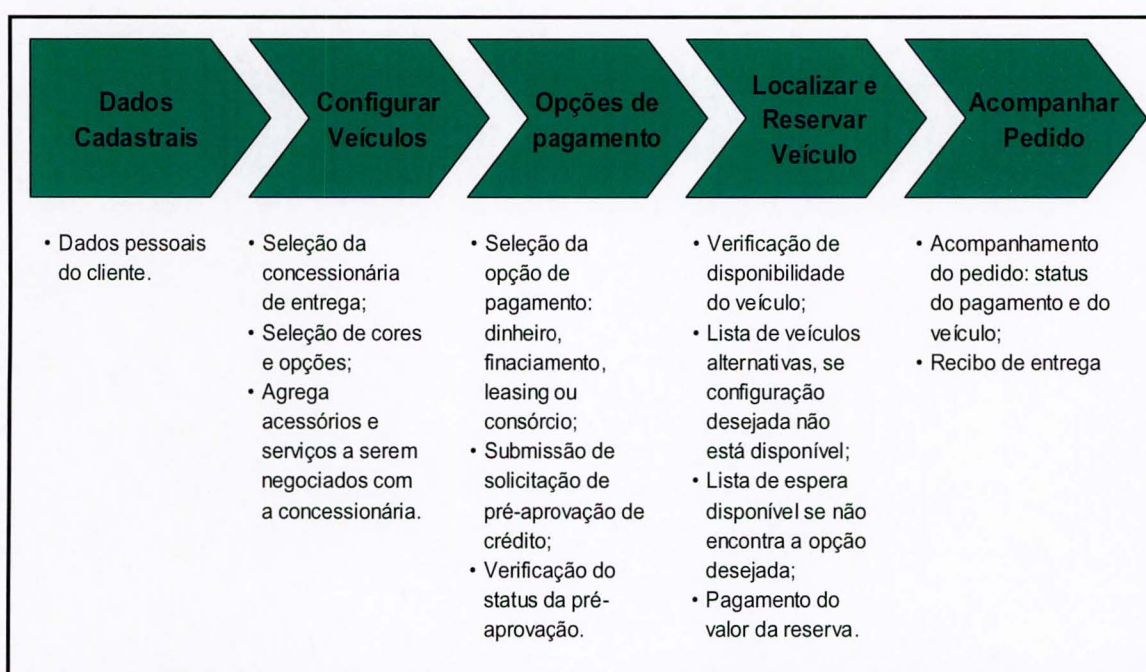 Dados
Cadastrais
Configurar
Veículos
Opções de
pagamento
Localizar e
Reservar
Veículo
Acompanhar
Pedido
• Dados pessoais
do cliente.
• Seleção da
concessionária
de entrega;
• Seleção de cores
e opções;
• Agrega
acessórios e
serviços a serem
negociados com
a concessionária.
• Seleção da
opção de
pagamento:
dinheiro,
finaciamento,
leasing ou
consórcio;
• Submissão de
solicitação de
pré-aprovação de
crédito;
• Verificação do
status da pré-
aprovação.
• Verificação de
disponibilidade
do veículo;
• Lista de veículos
alternativas, se
configuração
desejada não
está disponível;
• Lista de espera
disponível se não
encontra a opção
desejada;
• Pagamento do
valor da reserva.
• Acompanhamento
do pedido: status
do pagamento e do
veículo;
• Recibo de entrega